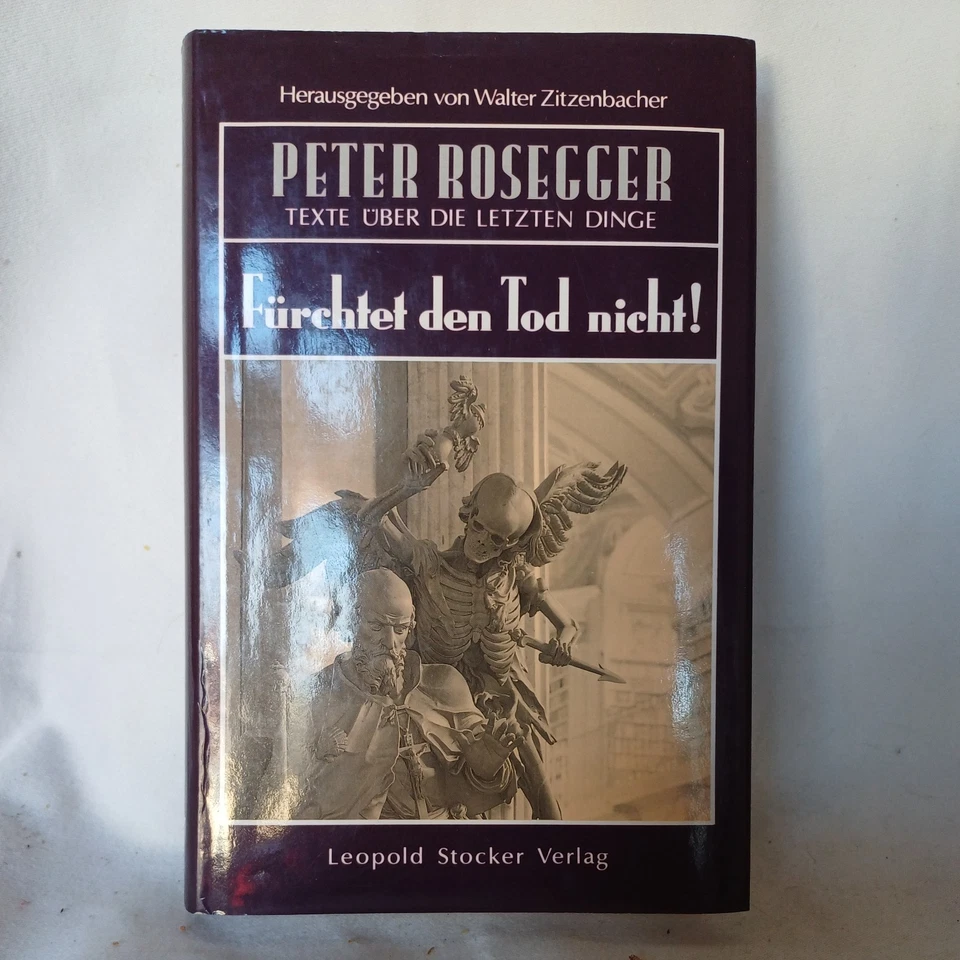 Herausgegeben von Walter Zitzenbacher
PETER ROSEGGER
TEXTE ÜBER DIE LETZTEN DINGE
Fürchtet den Tod nicht!
Leopold Stocker Verlag